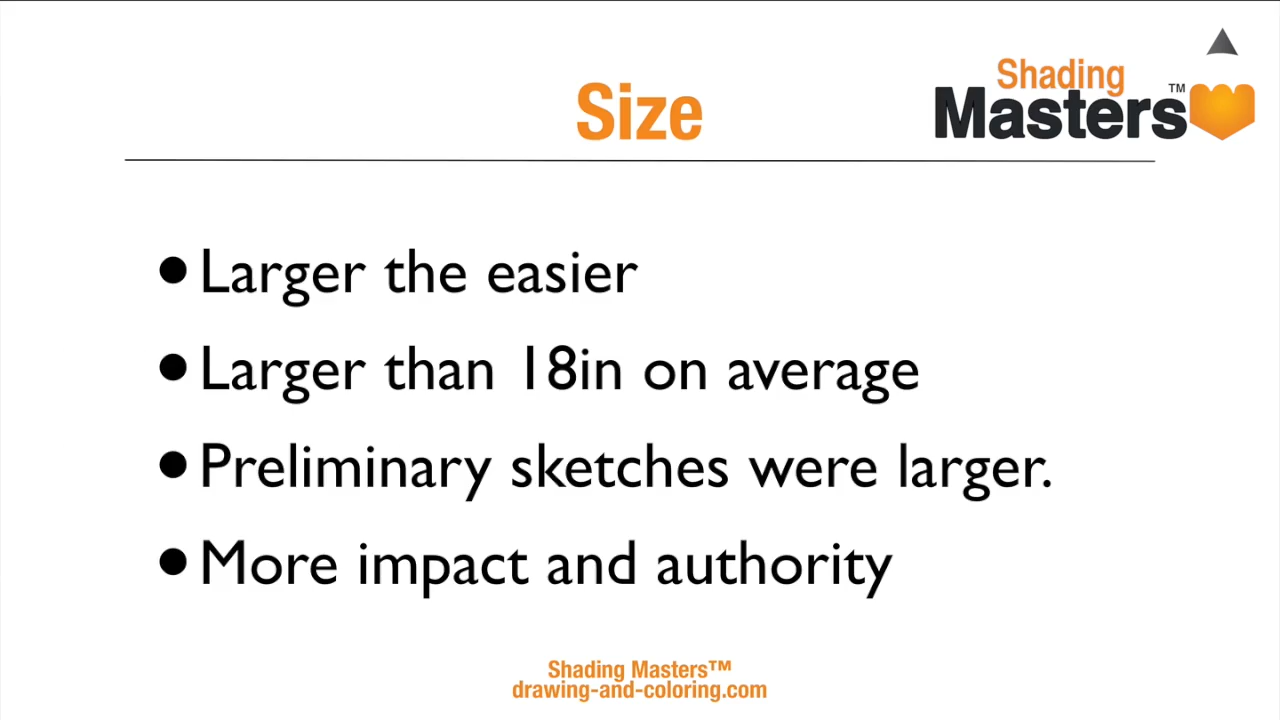 Shading
Masters™
Size
•Larger the easier
•Larger than 18in on average
•Preliminary sketches were larger.
•More impact and authority
Shading Masters™
drawing-and-coloring.com